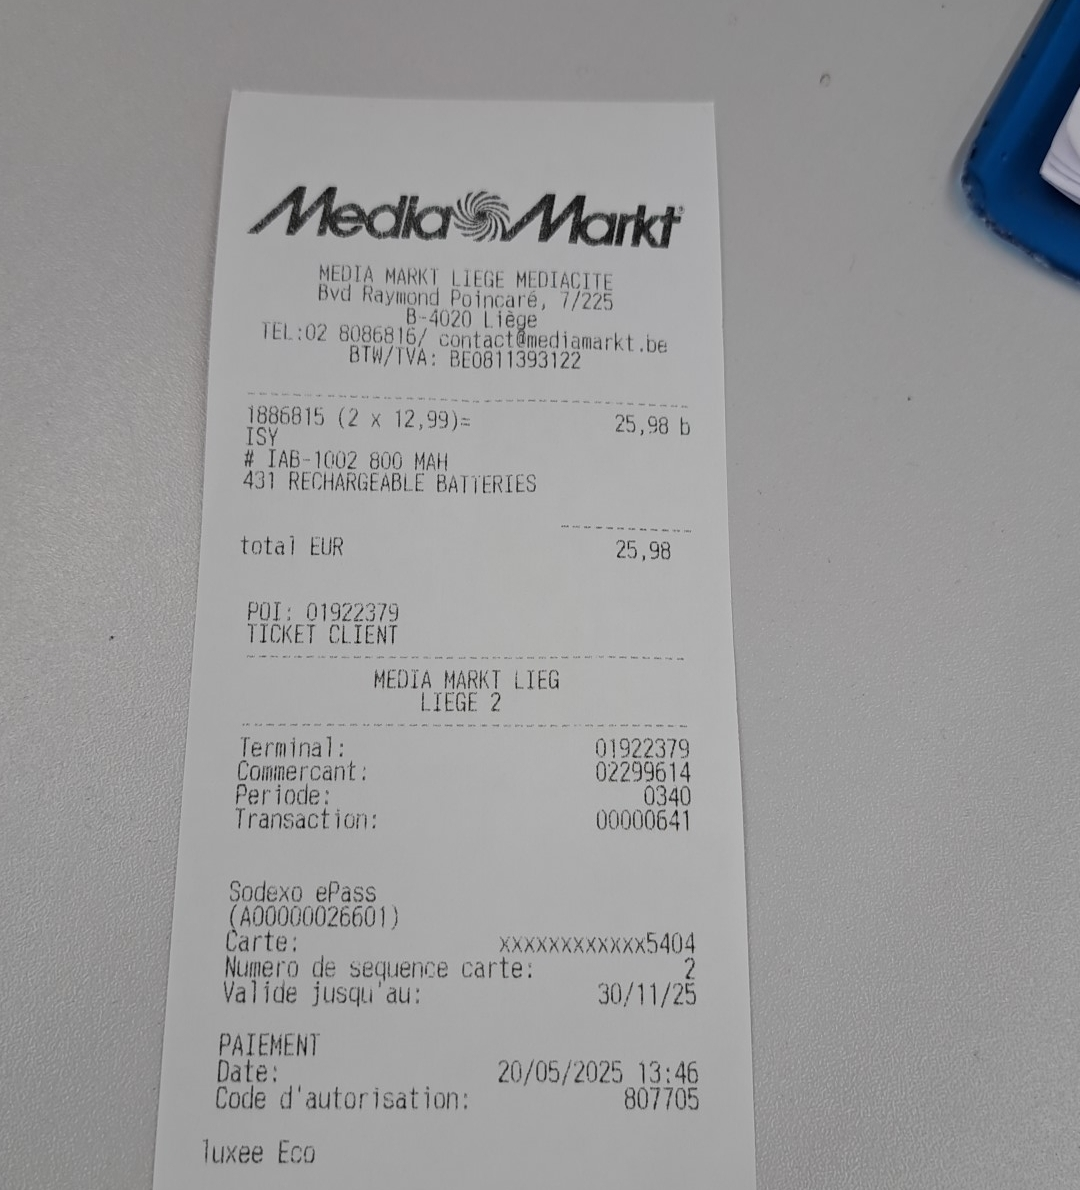 Media Markt
MEDIA MARKT LIEGE MEDIACITE
Bvd Raymond Poincaré, 7/225
B-4020 Liège
TEL:02 8086816/ contact@mediamarkt.be
BTW/TVA: BE0811393122
1886815 (2 x 12,99)= 25,98 b
ISY
# IAB-1002 800 MAH
431 RECHARGEABLE BATTERIES
total EUR 25,98
POI: 01922379
TICKET CLIENT
MEDIA MARKT LIEG
LIEGE 2
Terminal: 01922379
Commercant: 02299614
Periode: 0340
Transaction: 00000641
Sodexo ePass
(A00000026601)
Carte: xxxxxxxxxxxx5404
Numero de sequence carte: 2
Valide jusqu'au: 30/11/25
PAIEMENT
Date: 20/05/2025 13:46
Code d'autorisation: 807705
luxee Eco